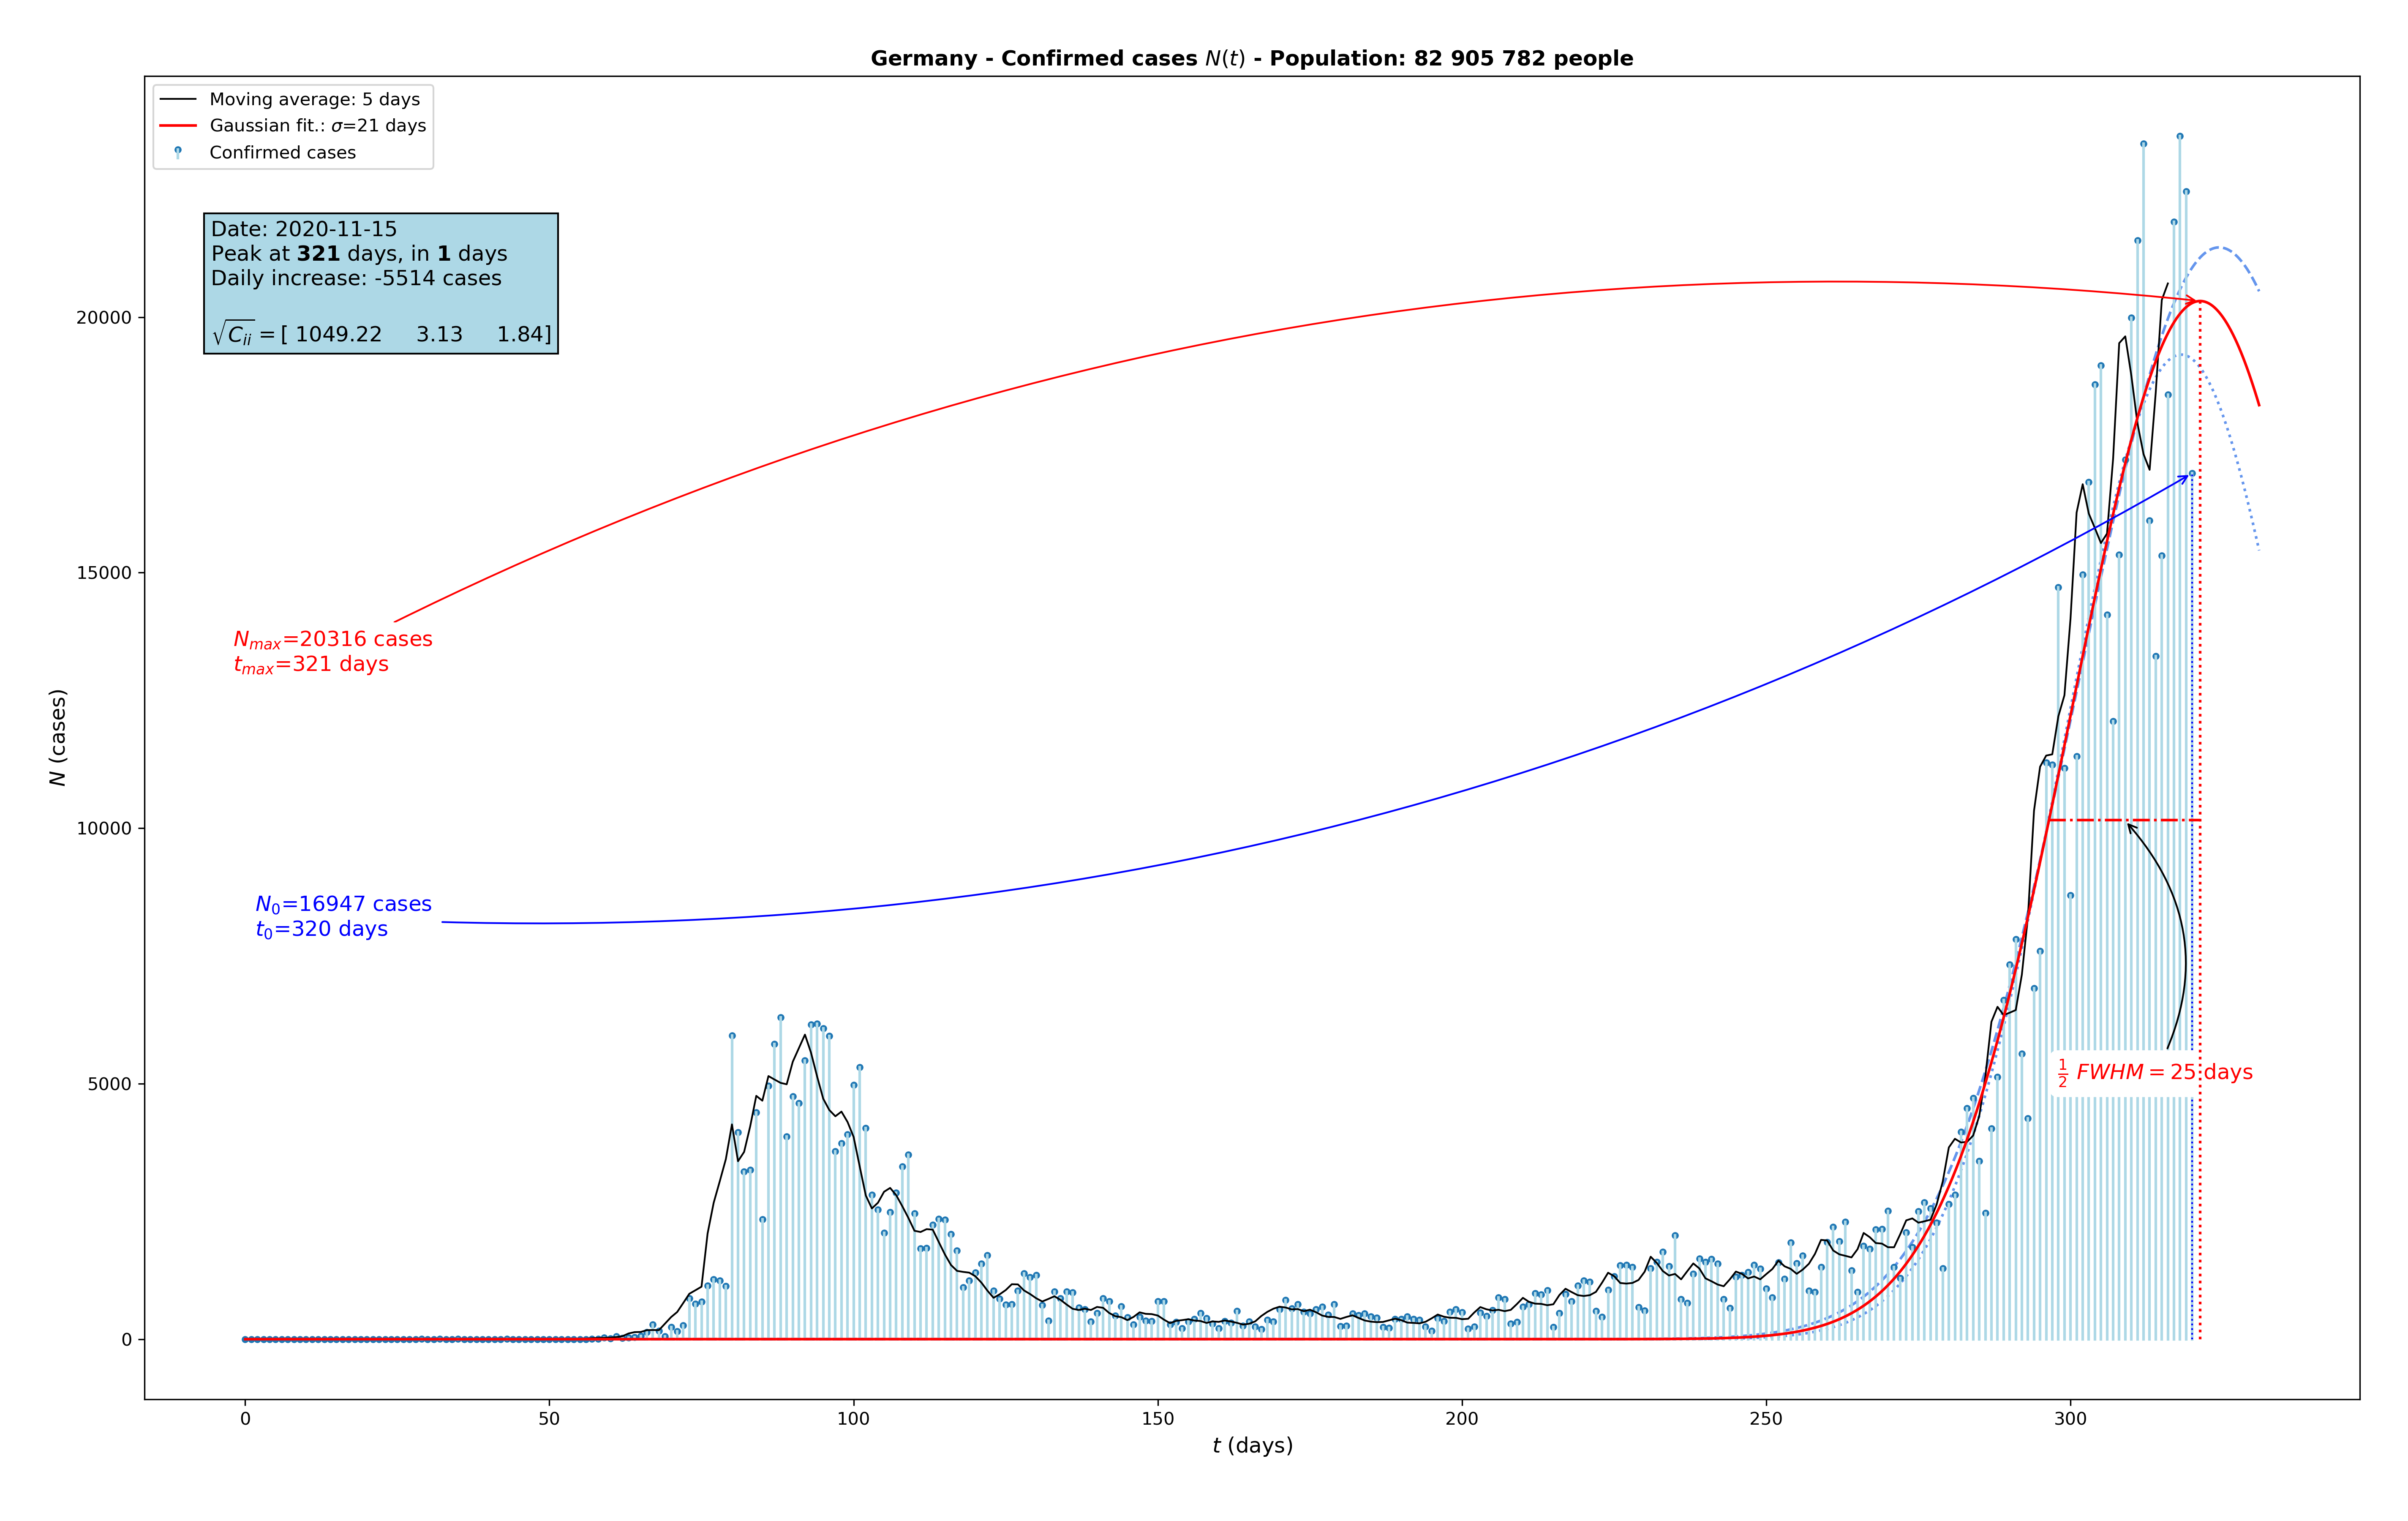 Germany - Confirmed cases N(t) - Population: 82 905 782 people
Moving average: 5 days
Gaussian fit.: σ=21 days
Confirmed cases
Date: 2020-11-15
Peak at 321 days, in 1 days
Daily increase: -5514 cases
√Cᵢᵢ = [ 1049.22 3.13 1.84]
N_max=20316 cases
t_max=321 days
N₀=16947 cases
t₀=320 days
½ FWHM = 25 days
N (cases)
20000
15000
10000
5000
0
0 50 100 150 200 250 300
t (days)